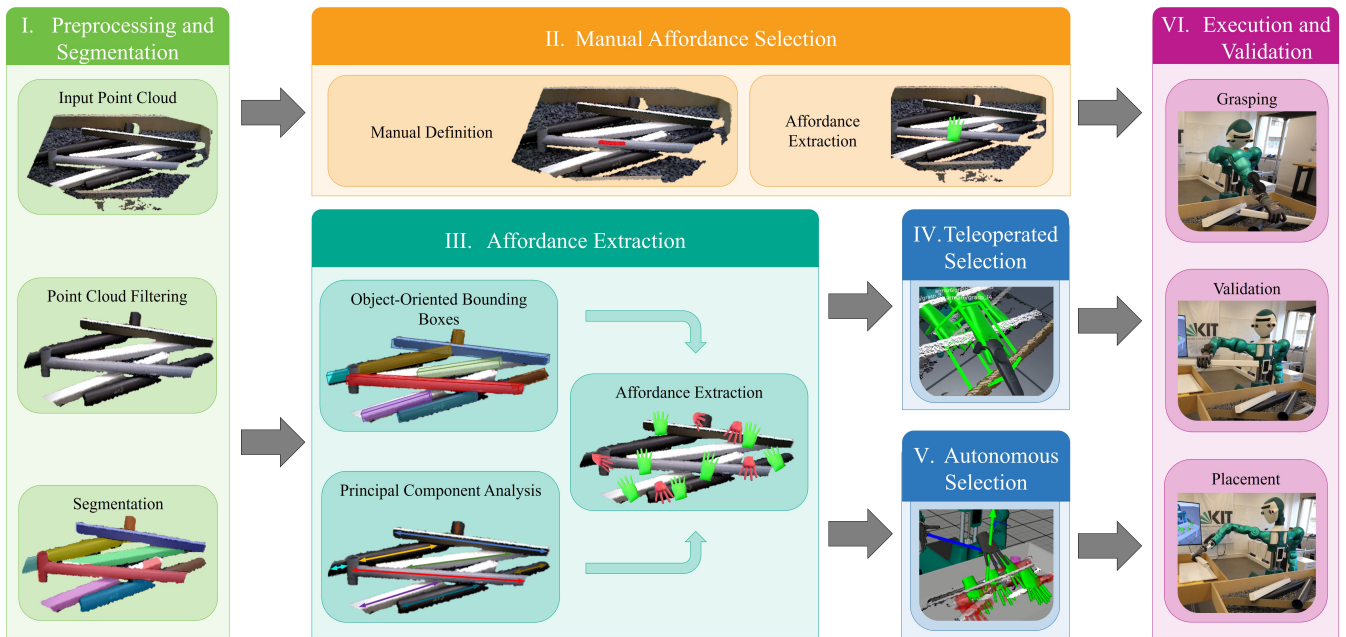 I. Preprocessing and
Segmentation
Input Point Cloud
Point Cloud Filtering
Segmentation
II. Manual Affordance Selection
Manual Definition
Affordance
Extraction
III. Affordance Extraction
Object-Oriented Bounding
Boxes
Principal Component Analysis
Affordance Extraction
IV. Teleoperated
Selection
V. Autonomous
Selection
VI. Execution and
Validation
Grasping
Validation
KIT
Placement
KIT